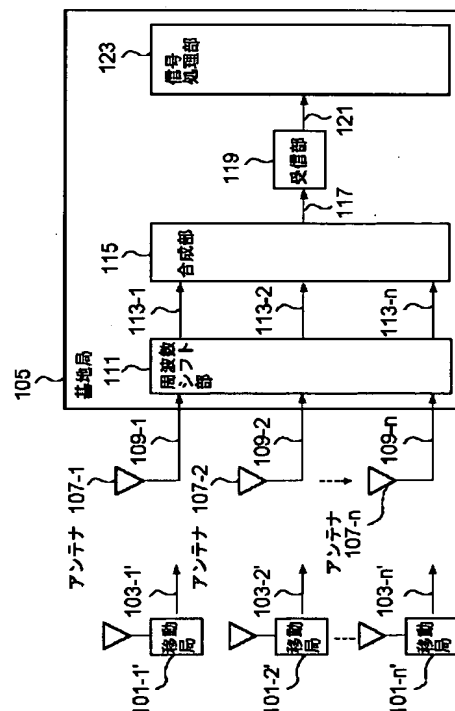 105
基地局
107-1
アンテナ
109-1
103-1'
移動局
101-1'
111
周波数
シフト
部
113-1
115
合成部
117
119
受信部
121
123
信号
処理部
107-2
アンテナ
109-2
103-2'
移動局
101-2'
113-2
アンテナ
107-n
109-n
103-n'
移動局
101-n'
113-n